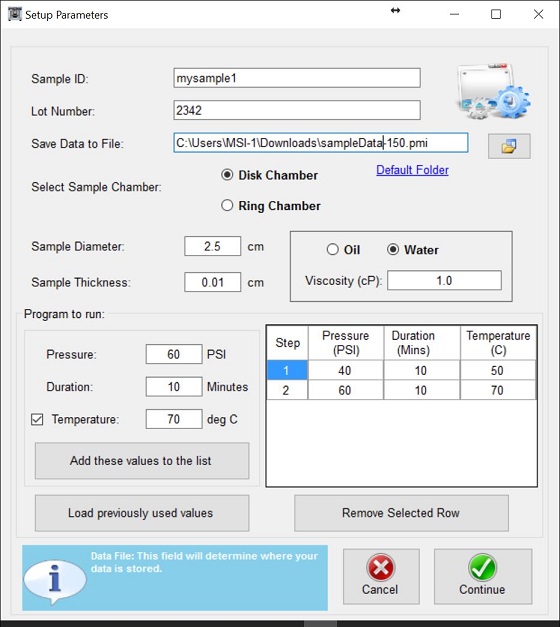 Setup Parameters
Sample ID: mysample1
Lot Number: 2342
Save Data to File: C:\Users\MSI-1\Downloads\sampleData-150.pmi
Default Folder
Select Sample Chamber: Disk Chamber
Ring Chamber
Sample Diameter: 2.5 cm
Oil Water
Sample Thickness: 0.01 cm
Viscosity (cP): 1.0
Program to run:
Pressure: 60 PSI
Duration: 10 Minutes
Temperature: 70 deg C
Add these values to the list
Step Pressure (PSI) Duration (Mins) Temperature (C)
1 40 10 50
2 60 10 70
Load previously used values
Remove Selected Row
Data File: This field will determine where your
data is stored.
Cancel
Continue